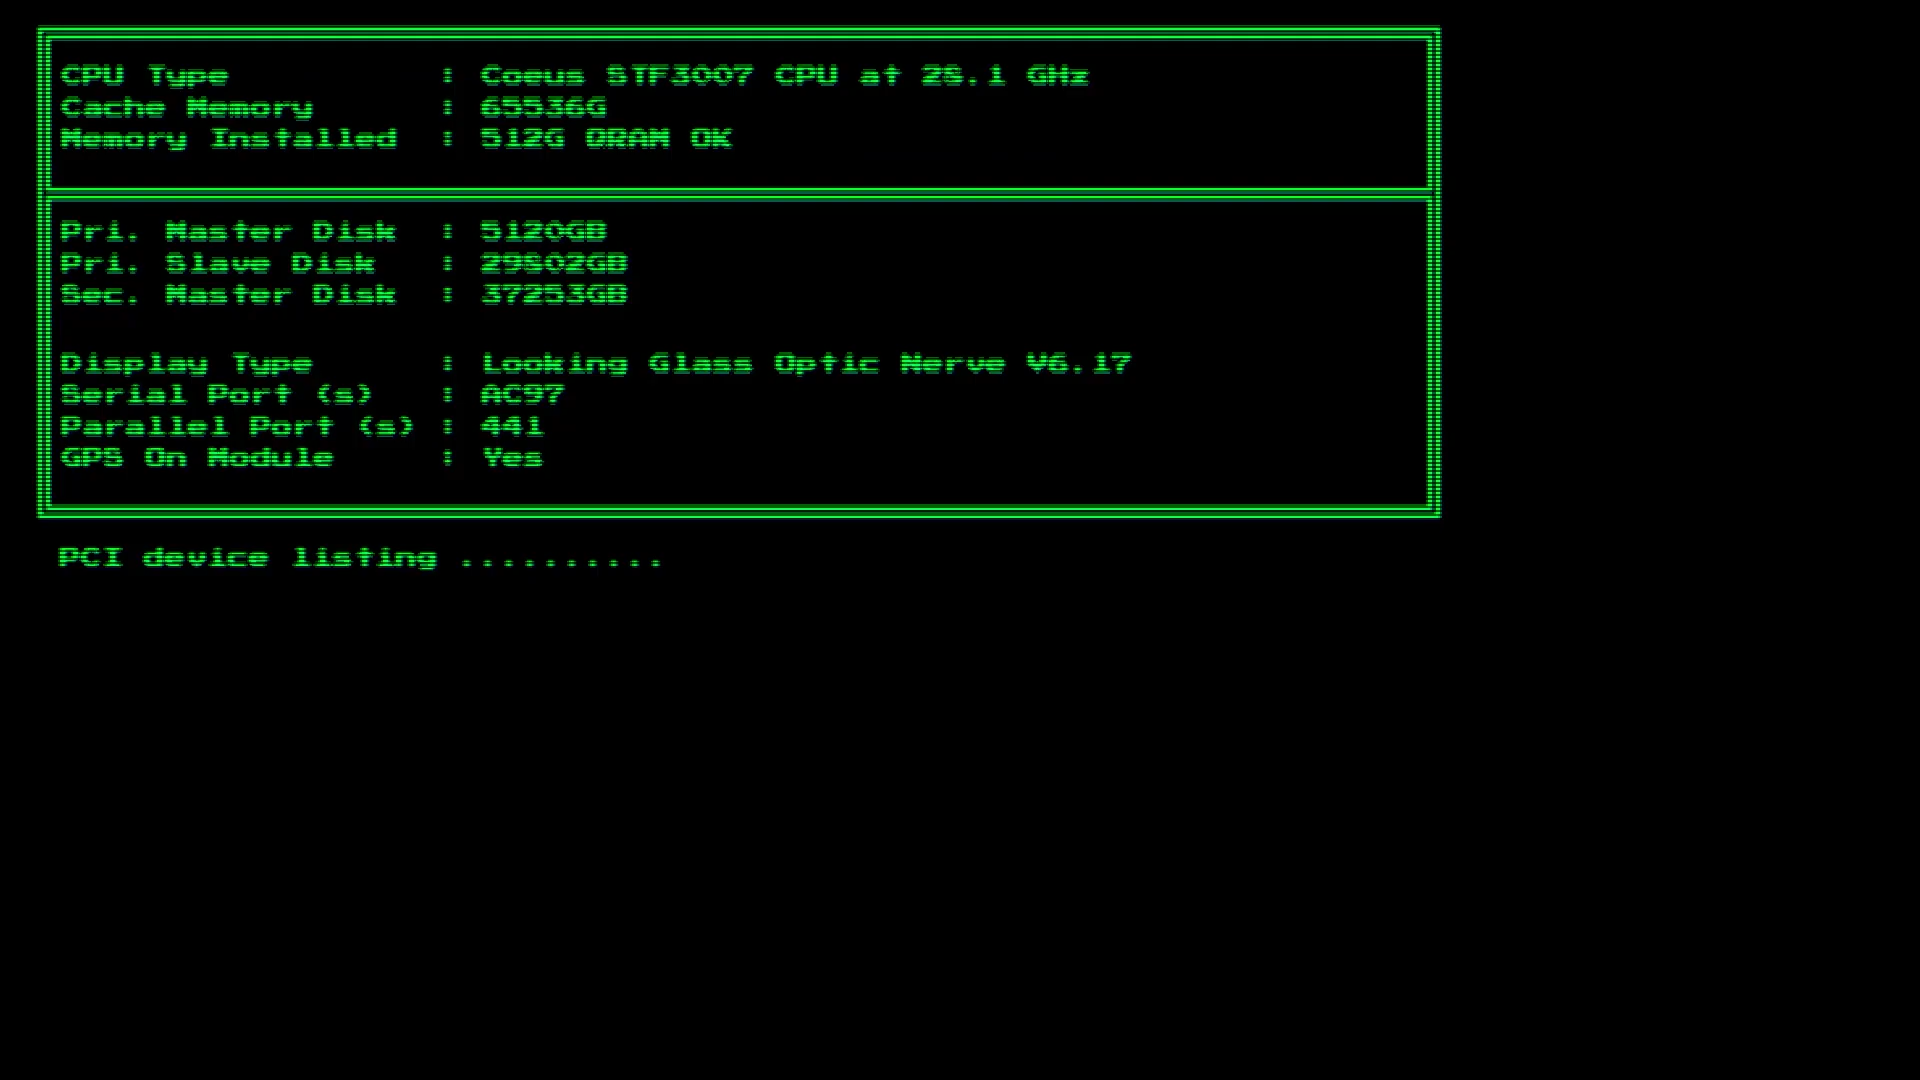 CPU Type : Coeus STF3007 CPU at 28.1 GHz
Cache Memory : 65536G
Memory Installed : 512G QRAM OK
Pri. Master Disk : 5120GB
Pri. Slave Disk : 29802GB
Sec. Master Disk : 37253GB
Display Type : Looking Glass Optic Nerve V6.17
Serial Port (s) : AC97
Parallel Port (s) : 441
GPS On Module : Yes
PCI device listing ..........